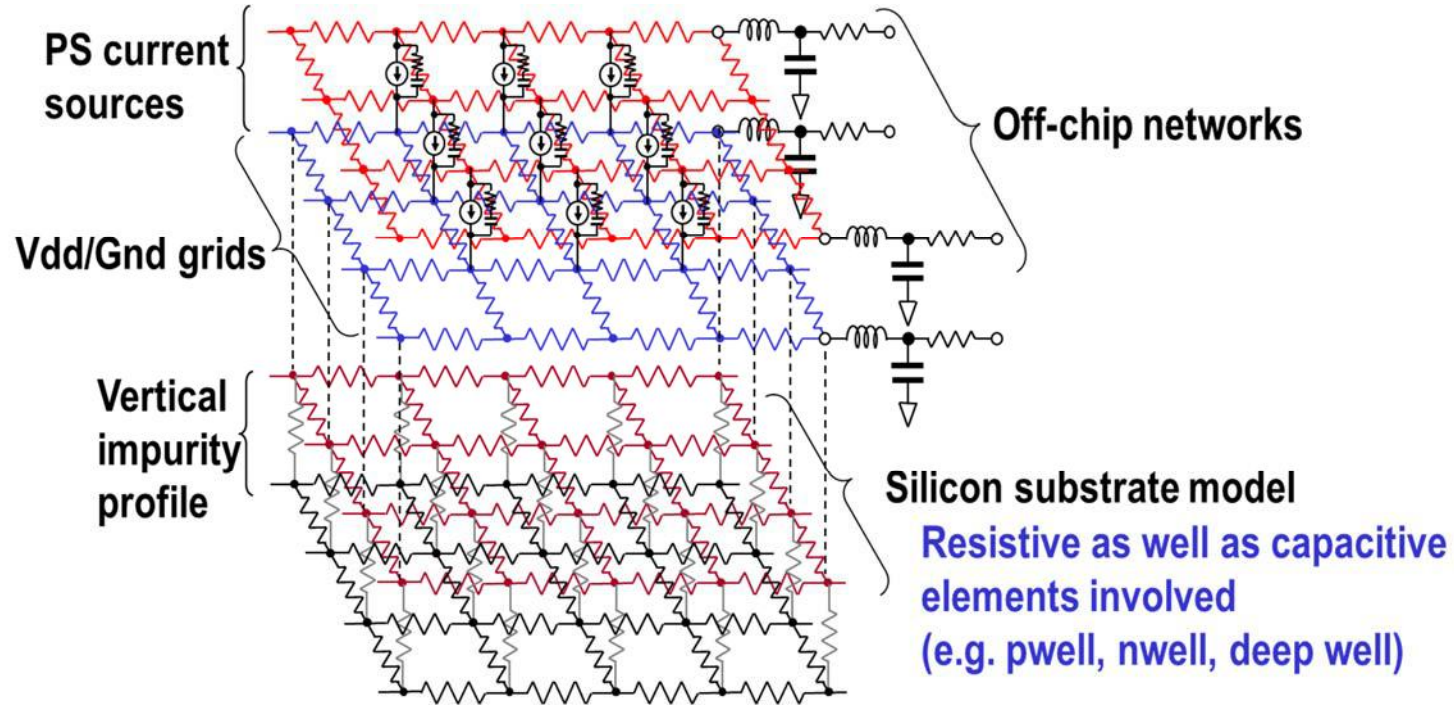 PS current
sources
Off-chip networks
Vdd/Gnd grids
Vertical
impurity
profile
Silicon substrate model
Resistive as well as capacitive
elements involved
(e.g. pwell, nwell, deep well)